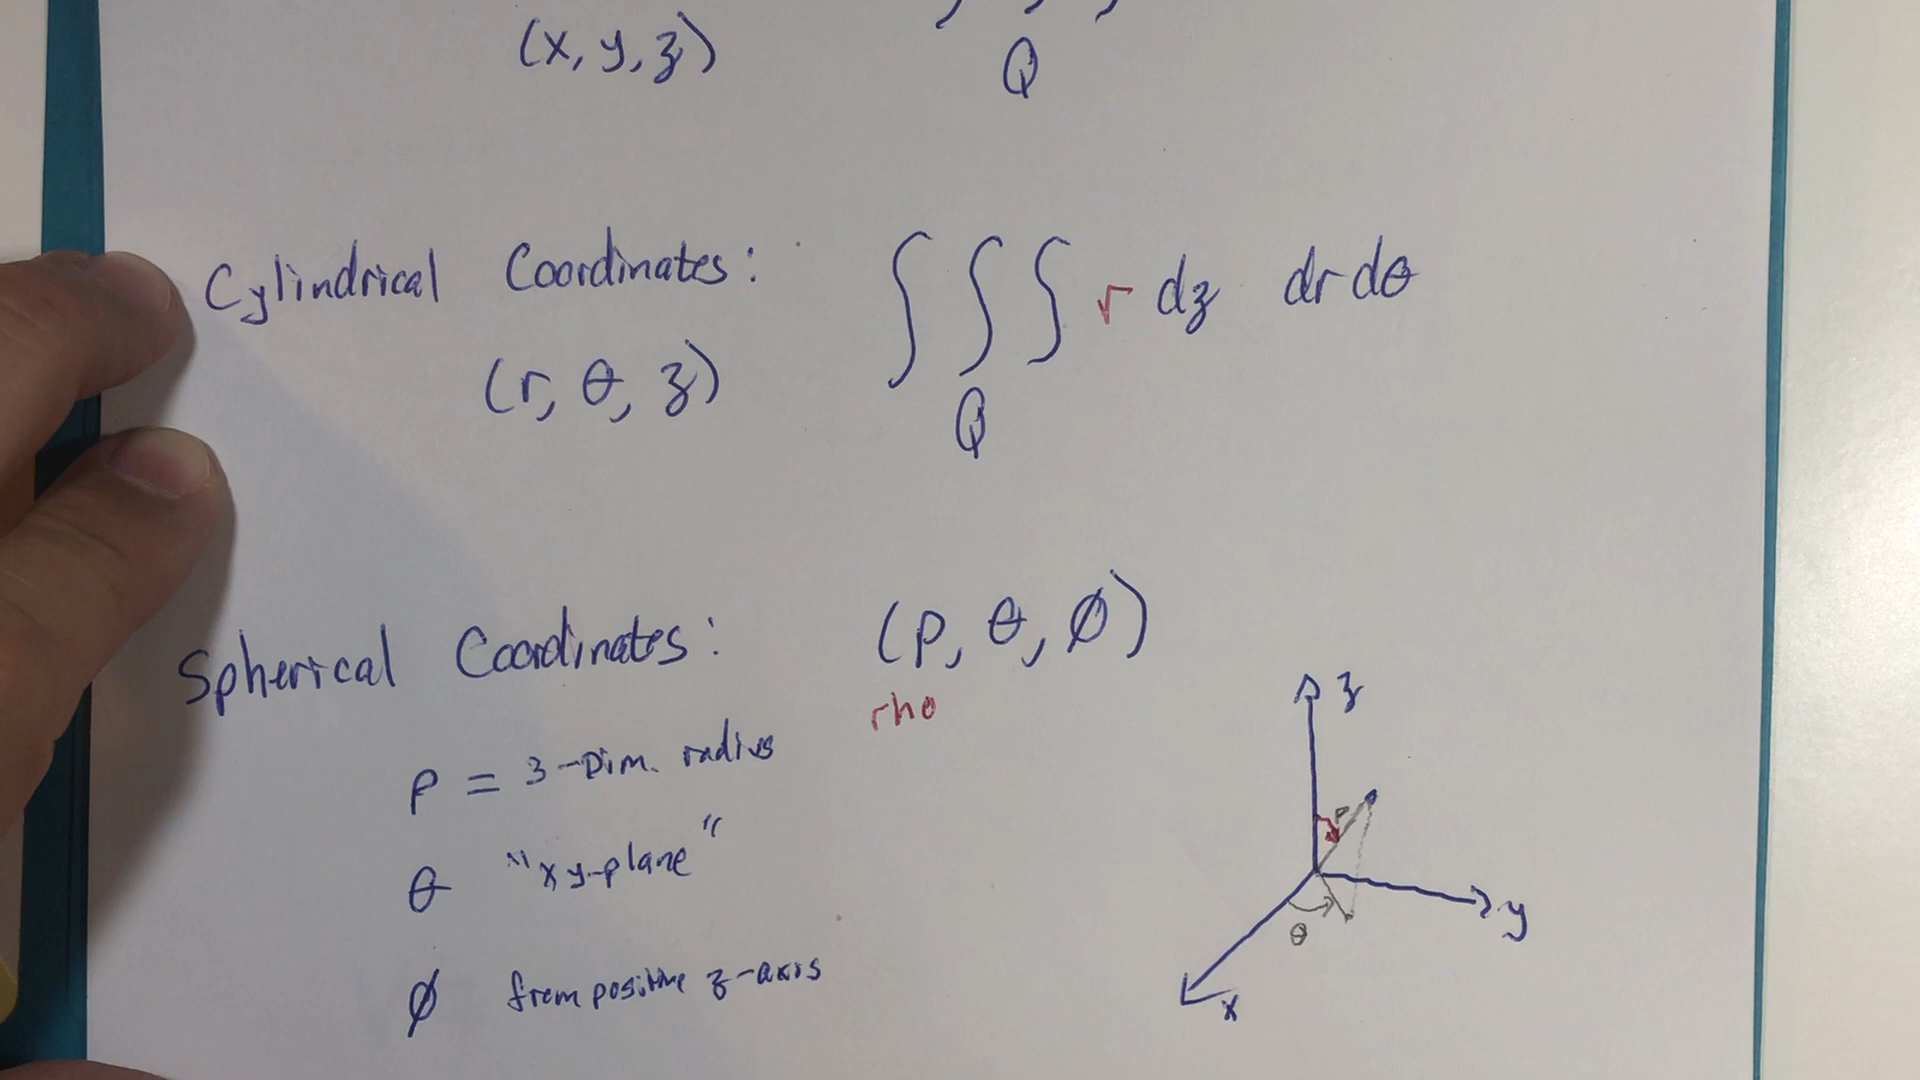 (x, y, z)
Q
Cylindrical Coordinates: ∫∫∫ r dz dr dθ
(r, θ, z)
Q
Spherical Coordinates: (ρ, θ, ∅)
rho
ρ = 3-Dim. radius
θ "xy-plane"
∅ from positive z-axis
z
ρ
y
θ
x